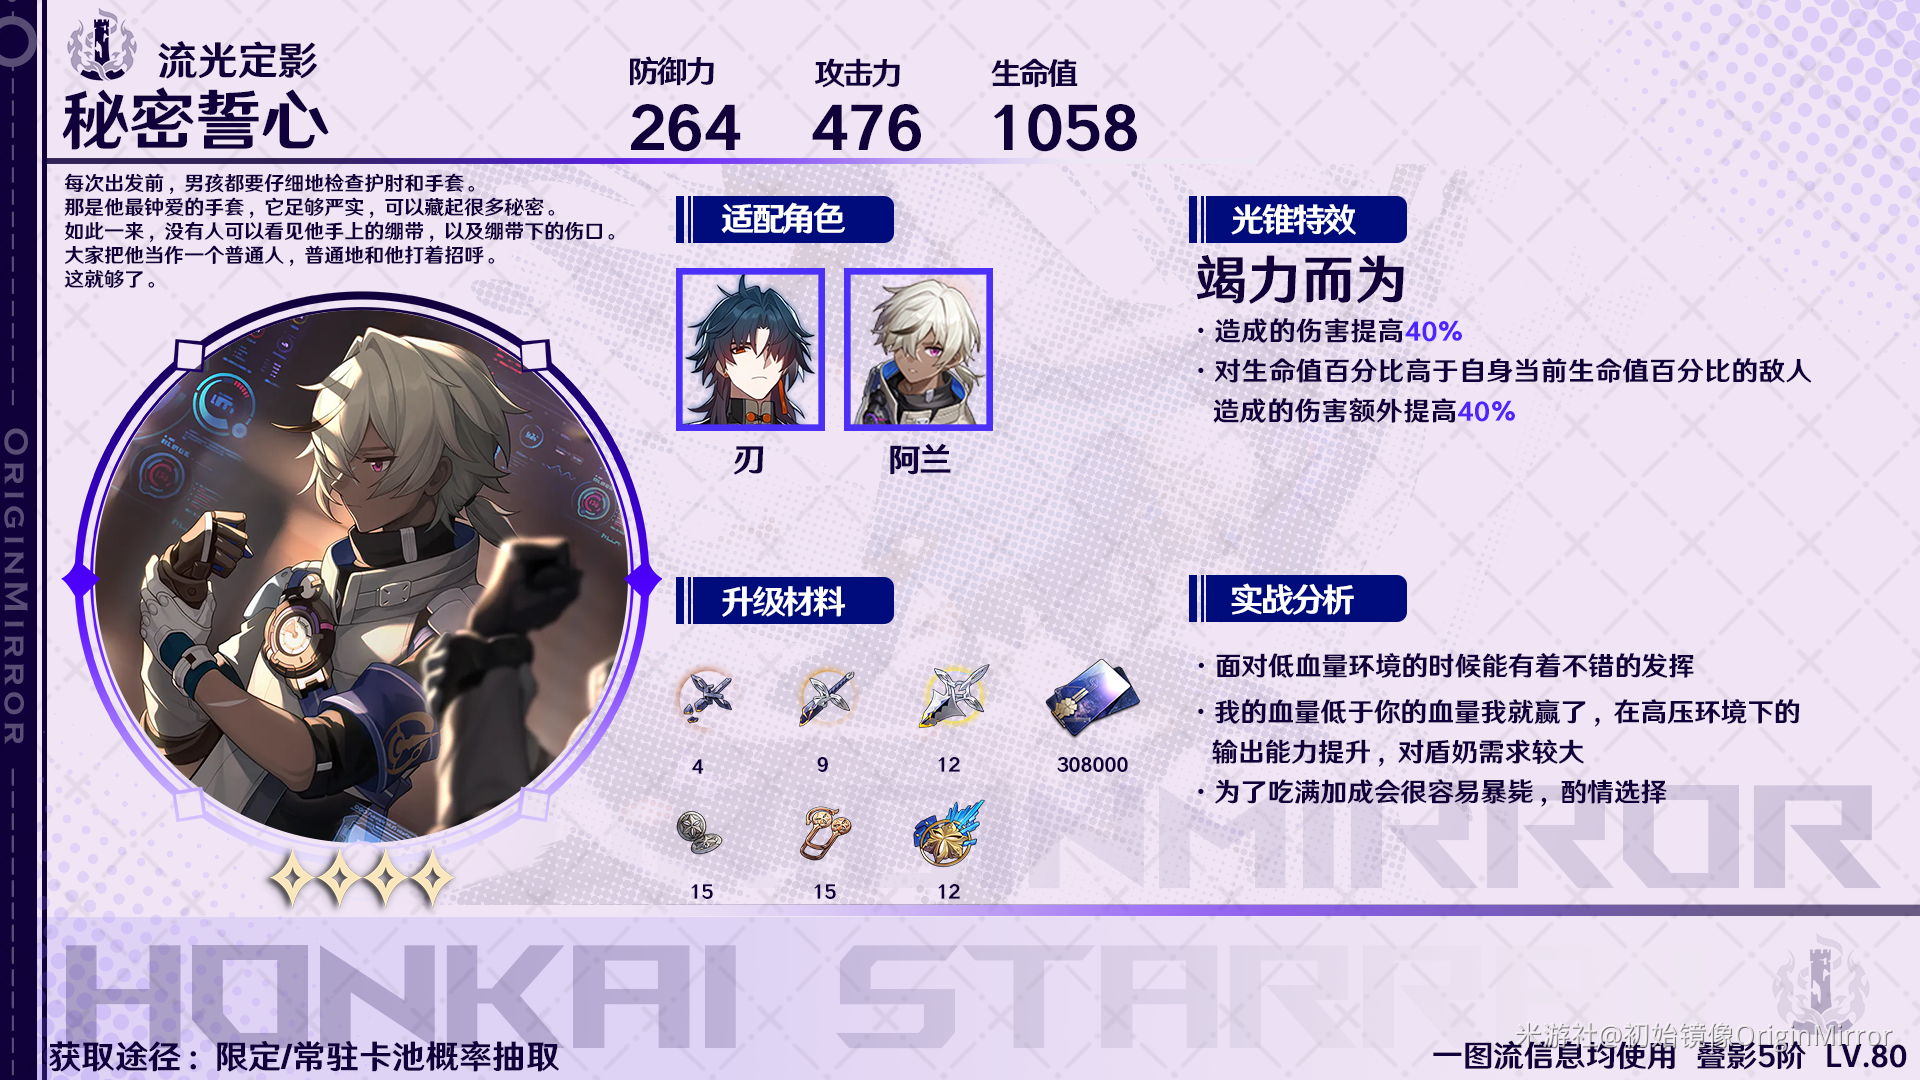 流光定影
秘密誓心
防御力 攻击力 生命值
264 476 1058
每次出发前，男孩都要仔细地检查护肘和手套。
那是他最钟爱的手套，它足够严实，可以藏起很多秘密。
如此一来，没有人可以看见他手上的绷带，以及绷带下的伤口。
大家把他当作一个普通人，普通地和他打着招呼。
这就够了。
适配角色
刃 阿兰
升级材料
4 9 12 308000
15 15 12
光锥特效
竭力而为
·造成的伤害提高40%
·对生命值百分比高于自身当前生命值百分比的敌人
造成的伤害额外提高40%
实战分析
·面对低血量环境的时候能有着不错的发挥
·我的血量低于你的血量我就赢了，在高压环境下的
输出能力提升，对盾奶需求较大
·为了吃满加成会很容易暴毙，酌情选择
ORIGINMIRROR
NMIRROR
HONKAI STARR
获取途径：限定/常驻卡池概率抽取
米游社@初始镜像OriginMirror
一图流信息均使用 叠影5阶 LV.80